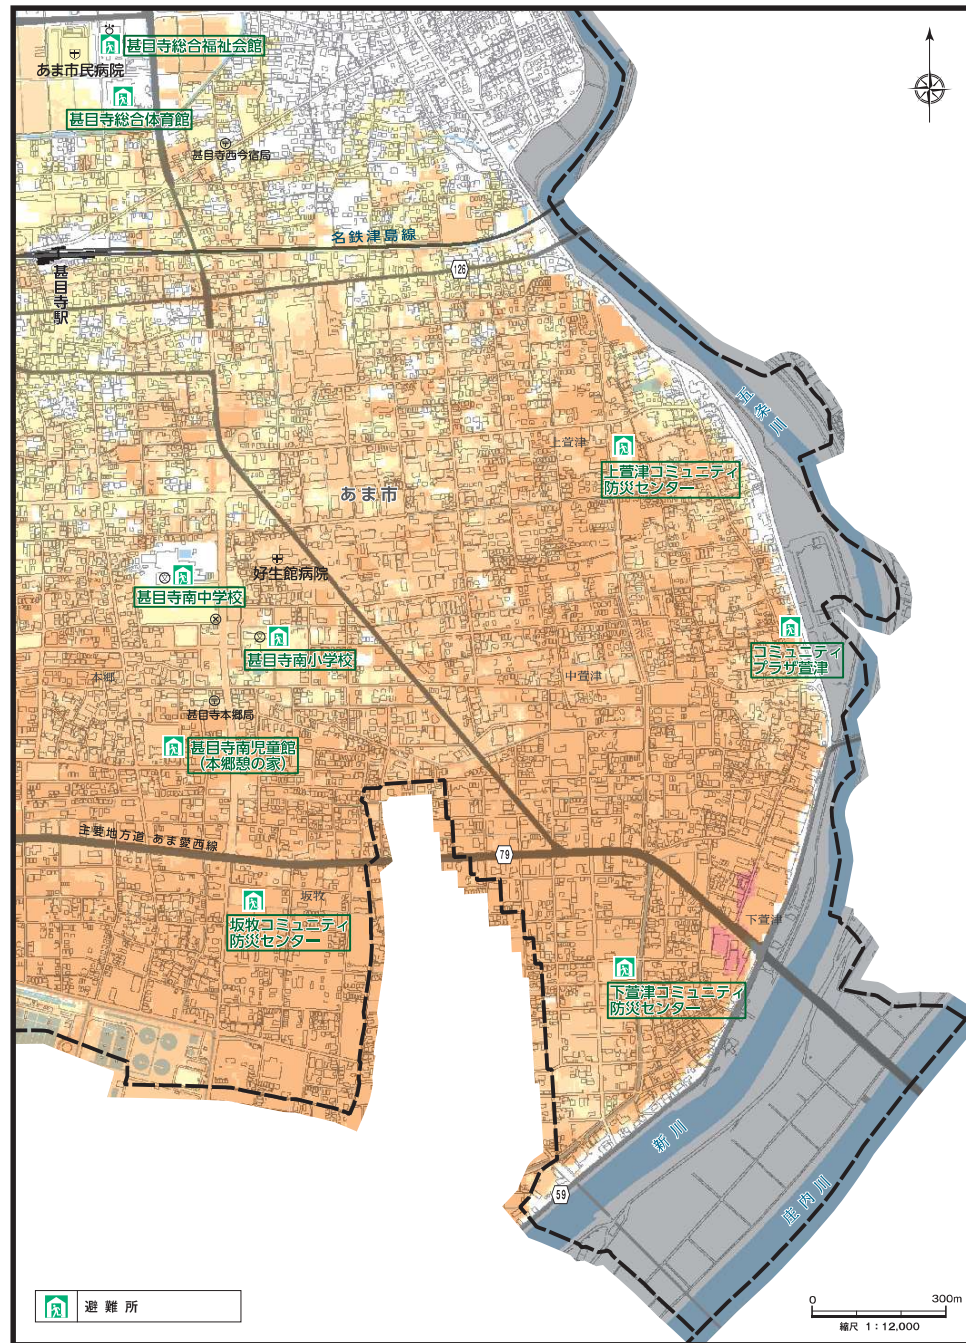 甚目寺総合福祉会館
あま市民病院
甚目寺総合体育館
甚目寺西今宿局
名鉄津島線
126
甚目寺駅
五条川
上萱津
上萱津コミュニティ
防災センター
あま市
好生館病院
甚目寺南中学校
コミュニティ
プラザ萱津
甚目寺南小学校
本郷
中萱津
甚目寺本郷局
甚目寺南児童館
(本郷憩の家)
主要地方道 あま愛西線
79
坂牧
坂牧コミュニティ
防災センター
下萱津
下萱津コミュニティ
防災センター
新川
59
庄内川
避難所
0 300m
縮尺 1:12,000